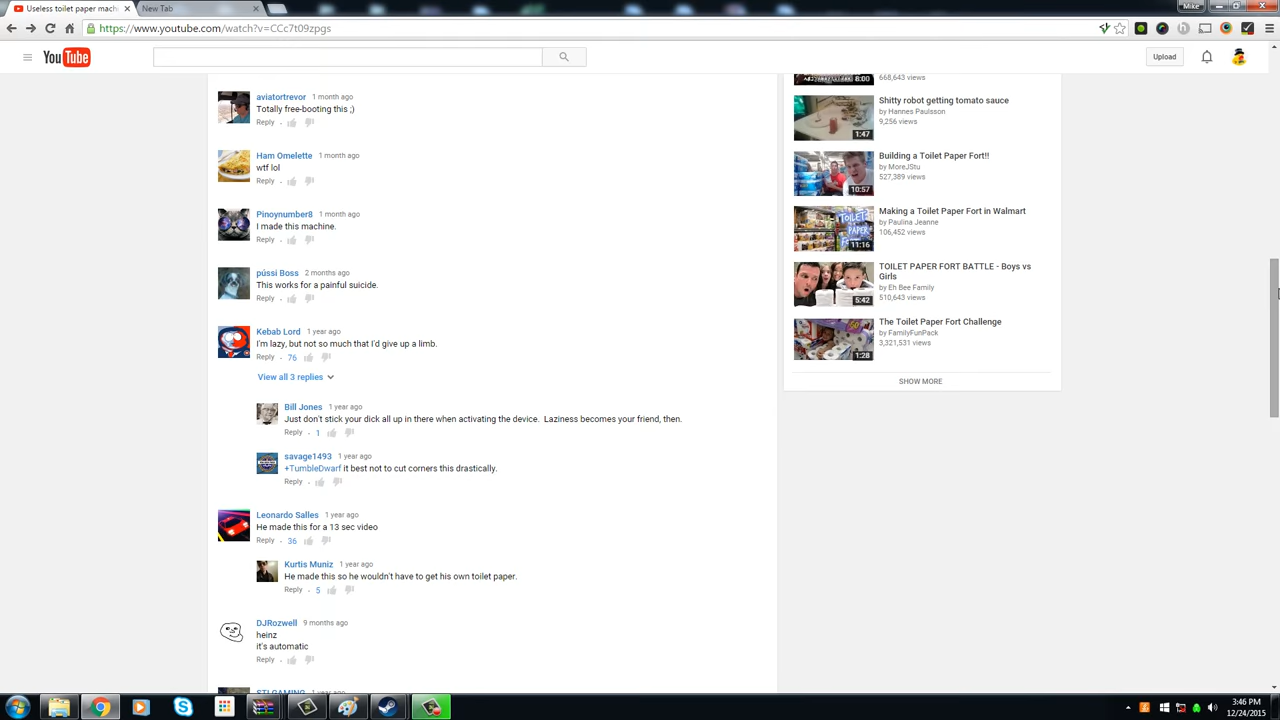 Useless toilet paper mach
New Tab
Mike
https://www.youtube.com/watch?v=CCc7t09zpgs
YouTube
Upload
aviatortrevor 1 month ago
Totally free-booting this ;)
Reply
Ham Omelette 1 month ago
wtf lol
Reply
Pinoynumber8 1 month ago
I made this machine.
Reply
pússi Boss 2 months ago
This works for a painful suicide.
Reply
Kebab Lord 1 year ago
I'm lazy, but not so much that I'd give up a limb.
Reply 76
View all 3 replies
Bill Jones 1 year ago
Just don't stick your dick all up in there when activating the device. Laziness becomes your friend, then.
Reply 1
savage1493 1 year ago
+TumbleDwarf it best not to cut corners this drastically.
Reply
Leonardo Salles 1 year ago
He made this for a 13 sec video
Reply 36
Kurtis Muniz 1 year ago
He made this so he wouldn't have to get his own toilet paper.
Reply 5
DJRozwell 9 months ago
heinz
it's automatic
Reply
STLGAMING 1 year ago
668,643 views
8:00
Shitty robot getting tomato sauce
by Hannes Paulsson
9,256 views
1:47
Building a Toilet Paper Fort!!
by MoreJStu
527,389 views
10:57
Making a Toilet Paper Fort in Walmart
by Paulina Jeanne
106,452 views
TOILET
PAPER
11:16
TOILET PAPER FORT BATTLE - Boys vs
Girls
by Eh Bee Family
510,643 views
5:42
The Toilet Paper Fort Challenge
by FamilyFunPack
3,321,531 views
1:28
SHOW MORE
3:46 PM
12/24/2015